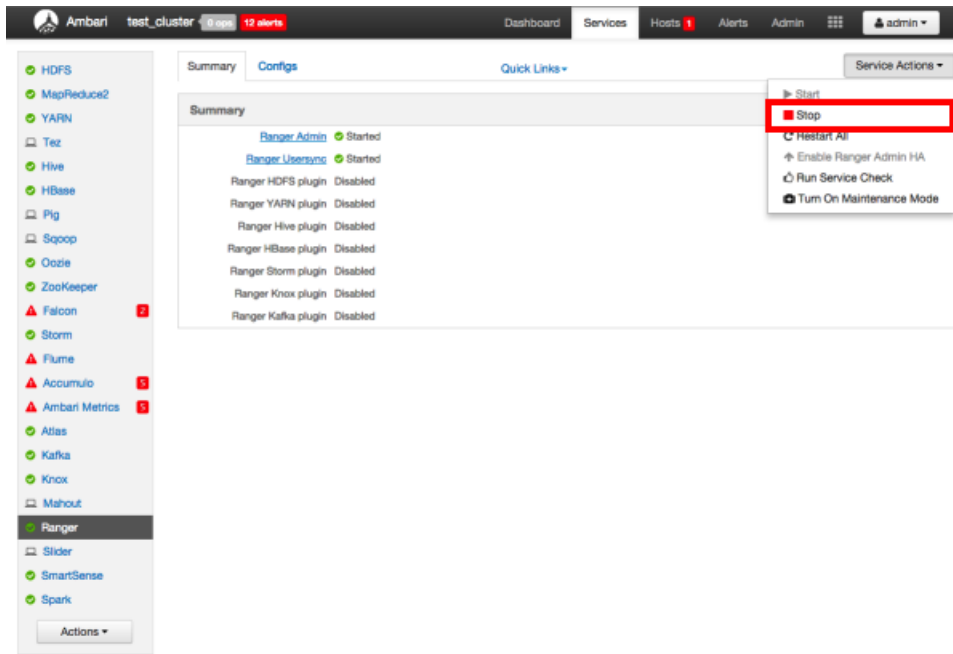 Ambari test_cluster 0 ops 12 alerts Dashboard Services Hosts 1 Alerts Admin admin
HDFS
MapReduce2
YARN
Tez
Hive
HBase
Pig
Sqoop
Oozie
ZooKeeper
Falcon 2
Storm
Flume
Accumulo 5
Ambari Metrics 5
Atlas
Kafka
Knox
Mahout
Ranger
Slider
SmartSense
Spark
Actions
Summary Configs Quick Links Service Actions
Summary
Ranger Admin Started
Ranger Usersync Started
Ranger HDFS plugin Disabled
Ranger YARN plugin Disabled
Ranger Hive plugin Disabled
Ranger HBase plugin Disabled
Ranger Storm plugin Disabled
Ranger Knox plugin Disabled
Ranger Kafka plugin Disabled
Start
Stop
Restart All
Enable Ranger Admin HA
Run Service Check
Turn On Maintenance Mode